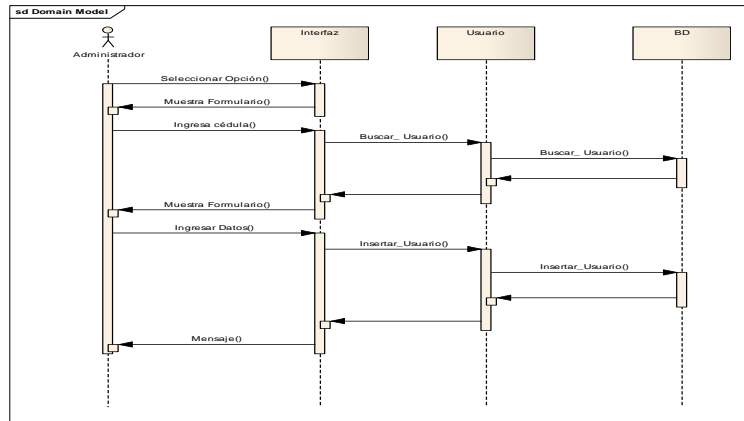 sd Domain Model
Administrador
Interfaz
Usuario
BD
Seleccionar Opción()
Muestra Formulario()
Ingresa cédula()
Buscar_ Usuario()
Buscar_ Usuario()
Muestra Formulario()
Ingresar Datos()
Insertar_Usuario()
Insertar_Usuario()
Mensaje()